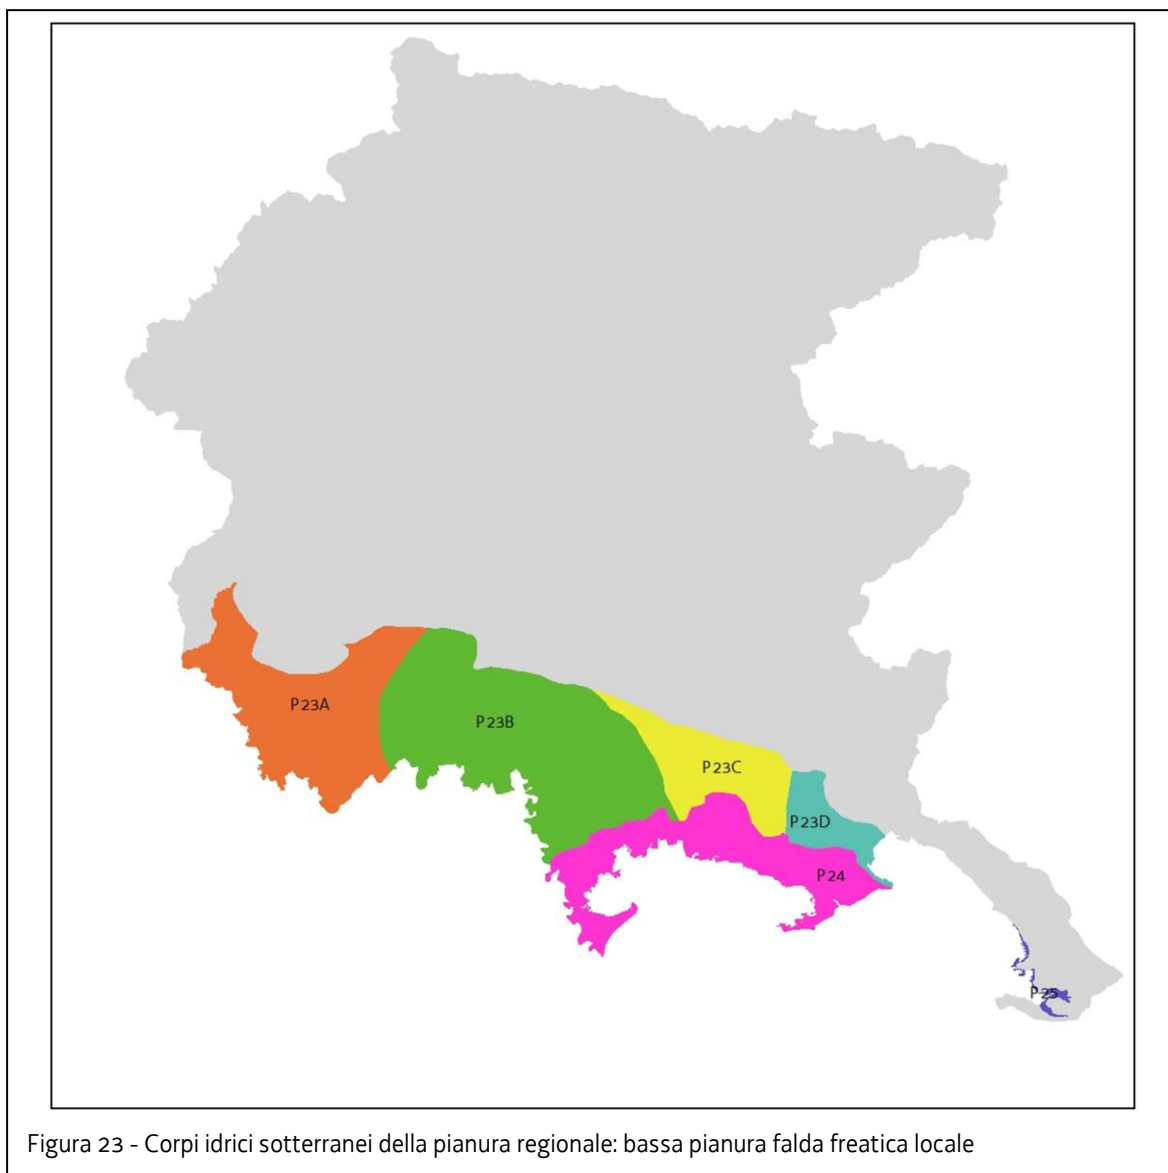 P23A
P23B
P23C
P23D
P24
P25
Figura 23 - Corpi idrici sotterranei della pianura regionale: bassa pianura falda freatica locale